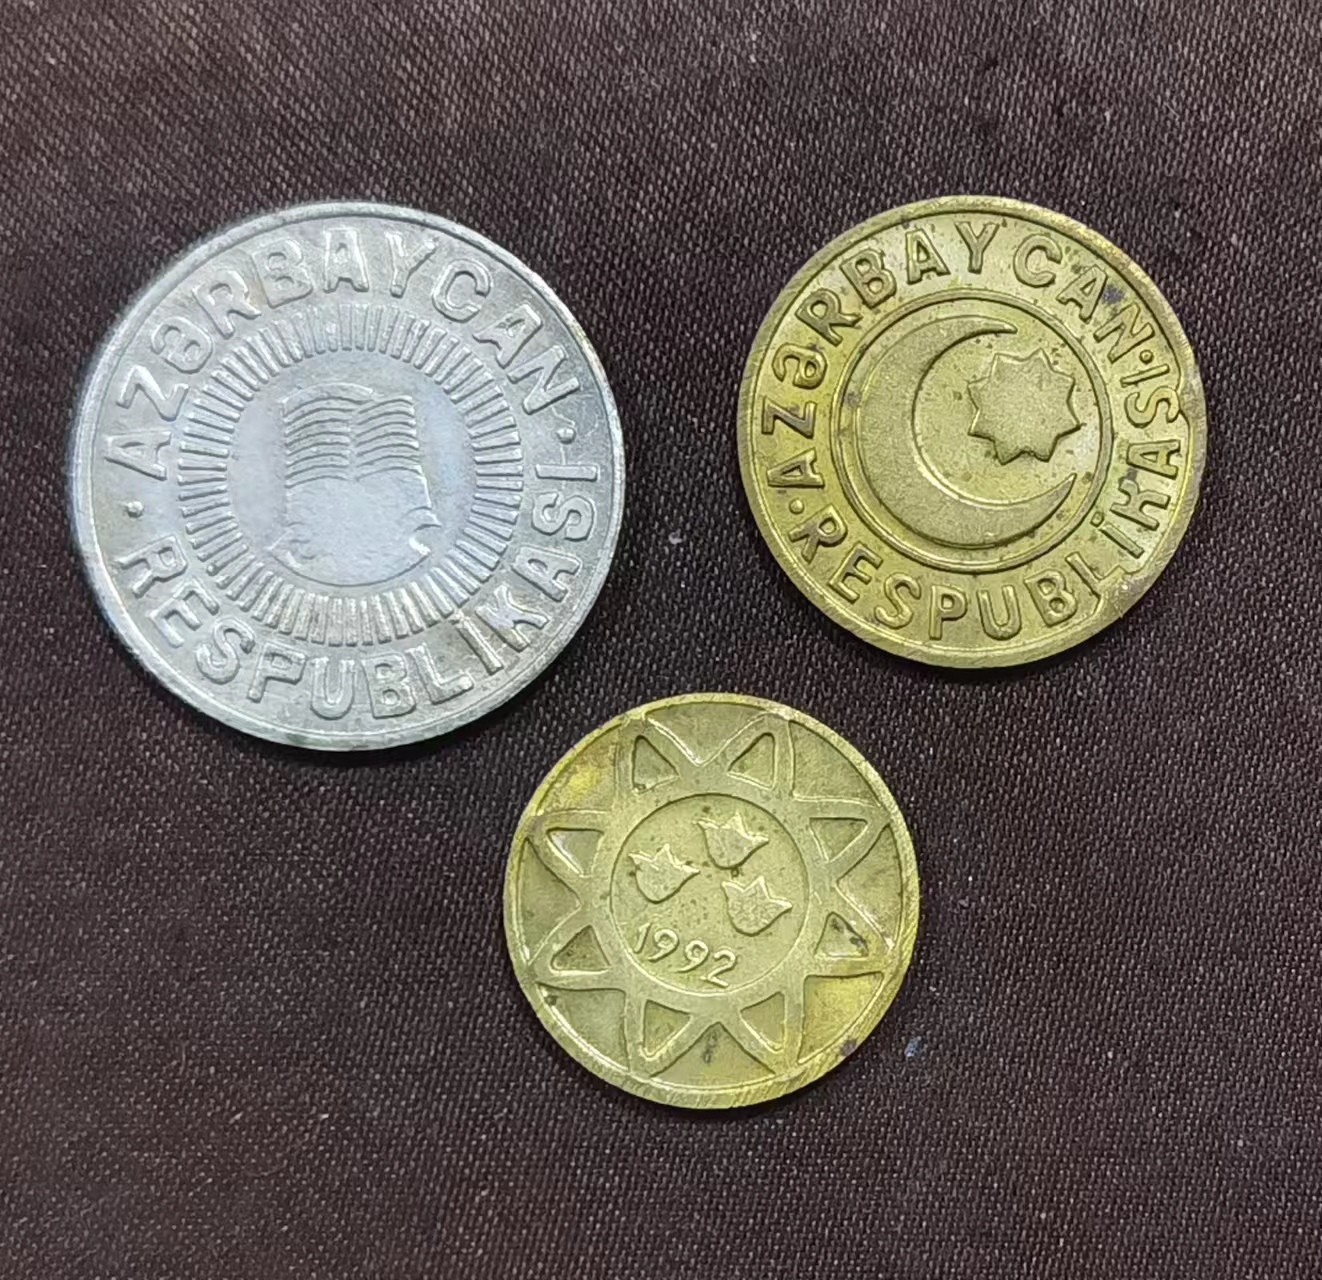 AZƏRBAYCAN · RESPUBLİKASI ·
AZƏRBAYCAN · RESPUBLİKASI ·
1992